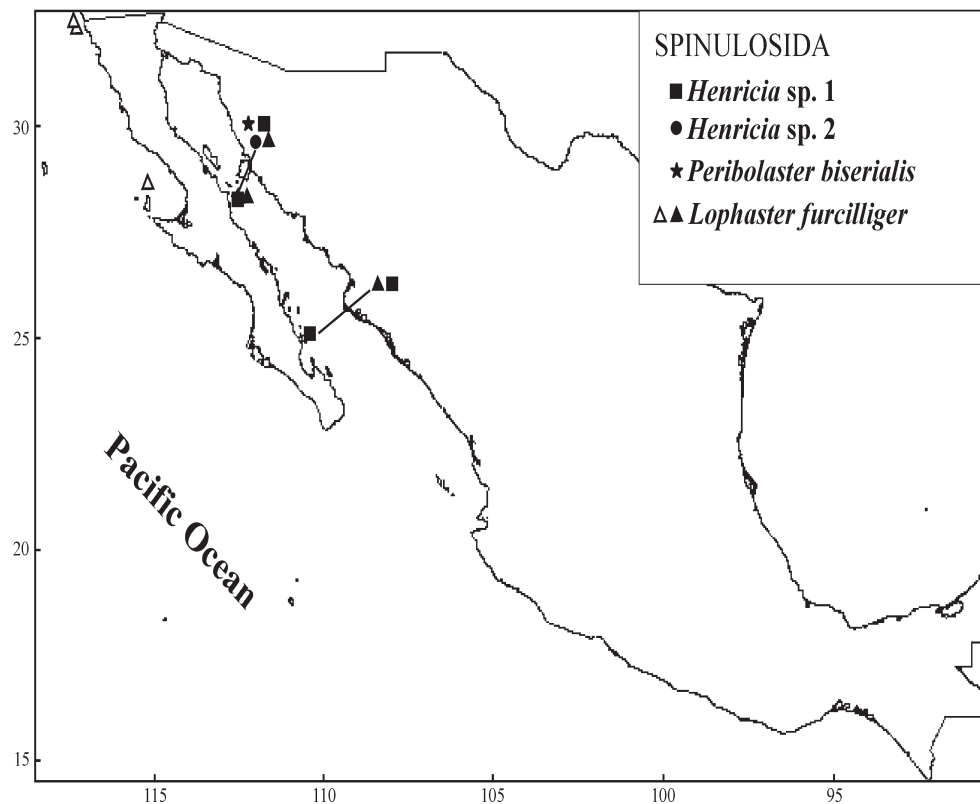 SPINULOSIDA
■ Henricia sp. 1
● Henricia sp. 2
★ Peribolaster biserialis
△▲ Lophaster furcilliger
30
25
20
15
Pacific Ocean
115 110 105 100 95